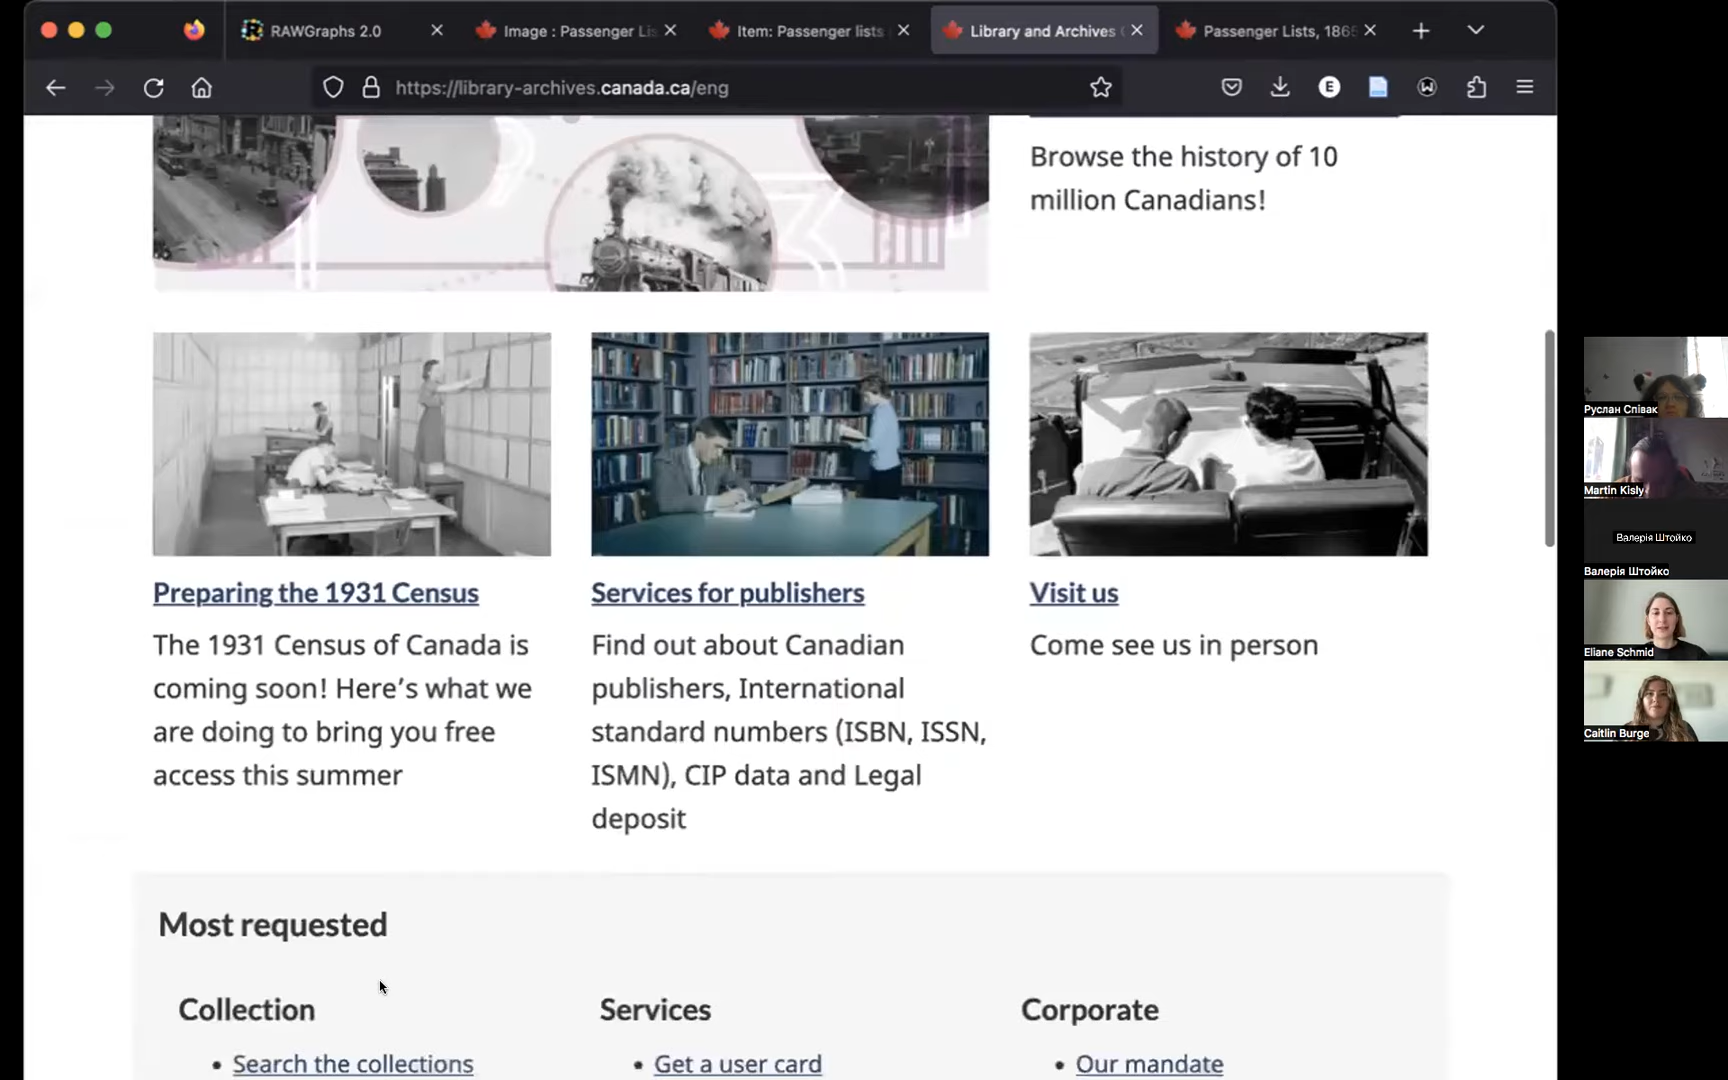 RAWGraphs 2.0
Image : Passenger Lis
Item: Passenger lists
Library and Archives C
Passenger Lists, 1865
https://library-archives.canada.ca/eng
E
Browse the history of 10
million Canadians!
Preparing the 1931 Census
The 1931 Census of Canada is
coming soon! Here’s what we
are doing to bring you free
access this summer
Services for publishers
Find out about Canadian
publishers, International
standard numbers (ISBN, ISSN,
ISMN), CIP data and Legal
deposit
Visit us
Come see us in person
Most requested
Collection
Services
Corporate
• Search the collections
• Get a user card
• Our mandate
Руслан Співак
Martin Kisly
Валерія Штойко
Валерія Штойко
Eliane Schmid
Caitlin Burge